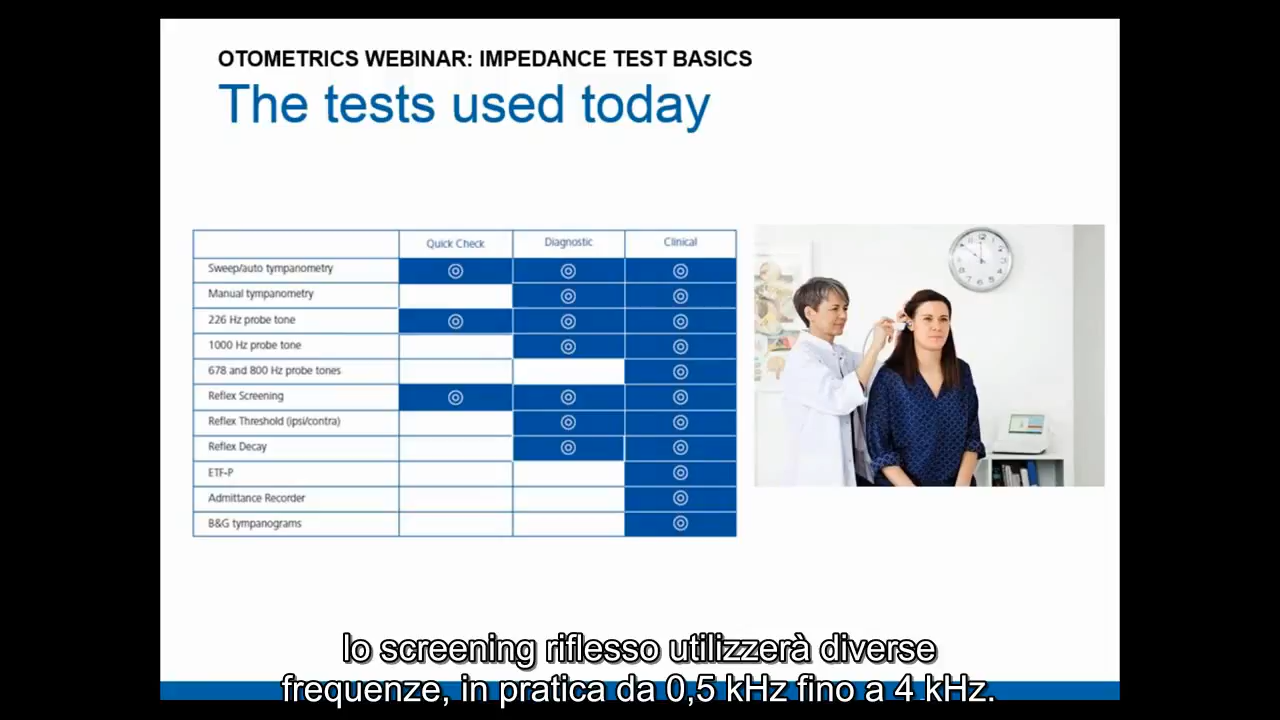 OTOMETRICS WEBINAR: IMPEDANCE TEST BASICS
The tests used today
Quick Check Diagnostic Clinical
Sweep/auto tympanometry
Manual tympanometry
226 Hz probe tone
1000 Hz probe tone
678 and 800 Hz probe tones
Reflex Screening
Reflex Threshold (ipsi/contra)
Reflex Decay
ETF-P
Admittance Recorder
B&G tympanograms
lo screening riflesso utilizzerà diverse
frequenze, in pratica da 0,5 kHz fino a 4 kHz.